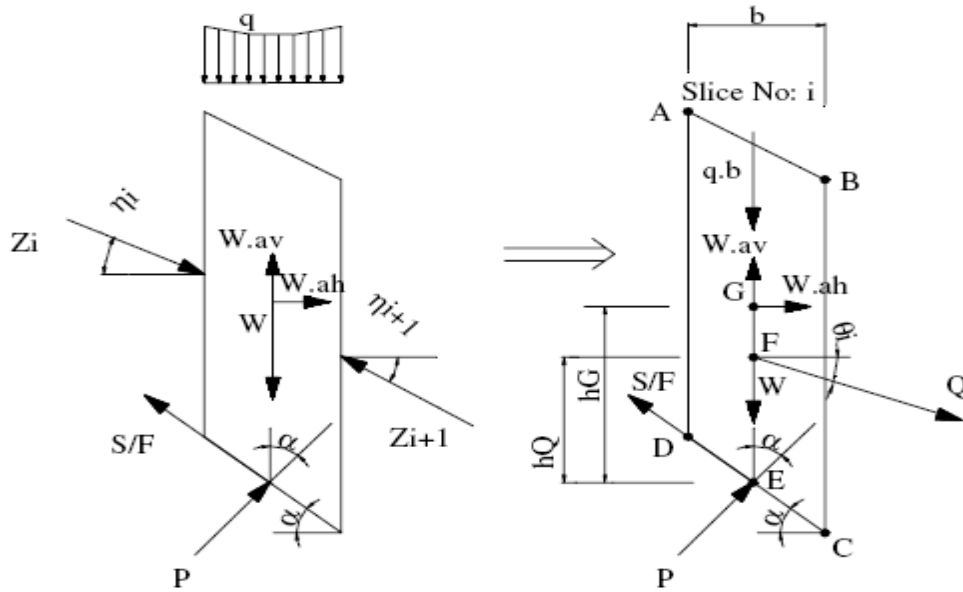 q
ηi
Zi
W.av
W.ah
W
ηi+1
Zi+1
S/F
α
α
P
b
Slice No: i
A
B
q.b
W.av
W.ah
G
F
θi
W
Q
hG
hQ
S/F
D
α
E
α
C
P